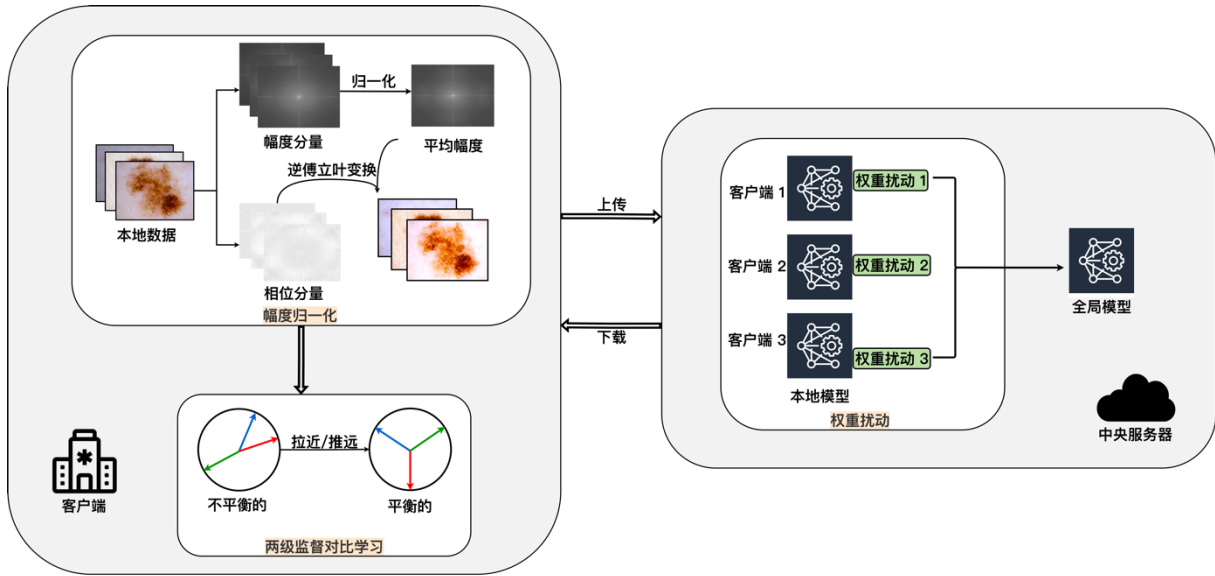 归一化
幅度分量
平均幅度
逆傅立叶变换
本地数据
相位分量
幅度归一化
拉近/推远
不平衡的
平衡的
两级监督对比学习
客户端
上传
下载
客户端 1
权重扰动 1
客户端 2
权重扰动 2
客户端 3
权重扰动 3
本地模型
权重扰动
全局模型
中央服务器